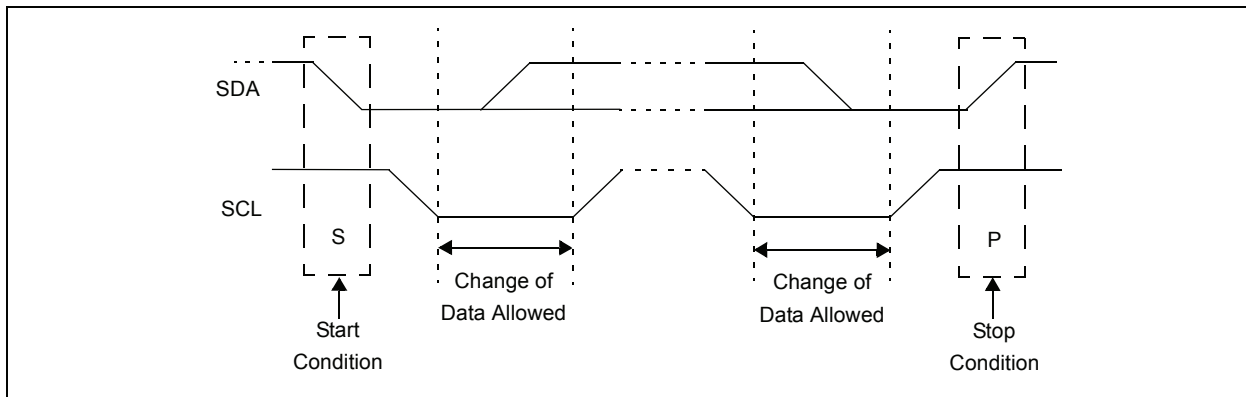 SDA
SCL
S
P
Change of
Data Allowed
Change of
Data Allowed
Start
Condition
Stop
Condition